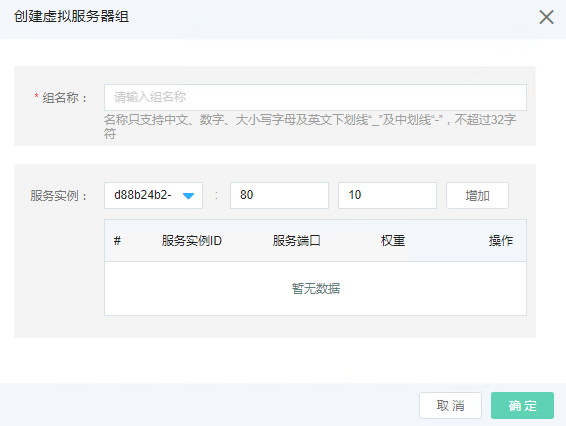 创建虚拟服务器组
* 组名称： 请输入组名称
名称只支持中文、数字、大小写字母及英文下划线“_”及中划线“-”，不超过32字
符
服务实例： d88b24b2- : 80 10 增加
# 服务实例ID 服务端口 权重 操作
暂无数据
取消 确定